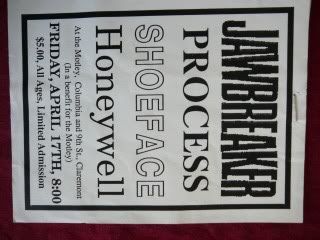 JAWBREAKER
PROCESS
SHOEFACE
Honeywell
At the Motley, Columbia and 9th St., Claremont
(In a benefit for the Motley)
FRIDAY, APRIL 17TH, 8:00
$5.00, All Ages, Limited Admission